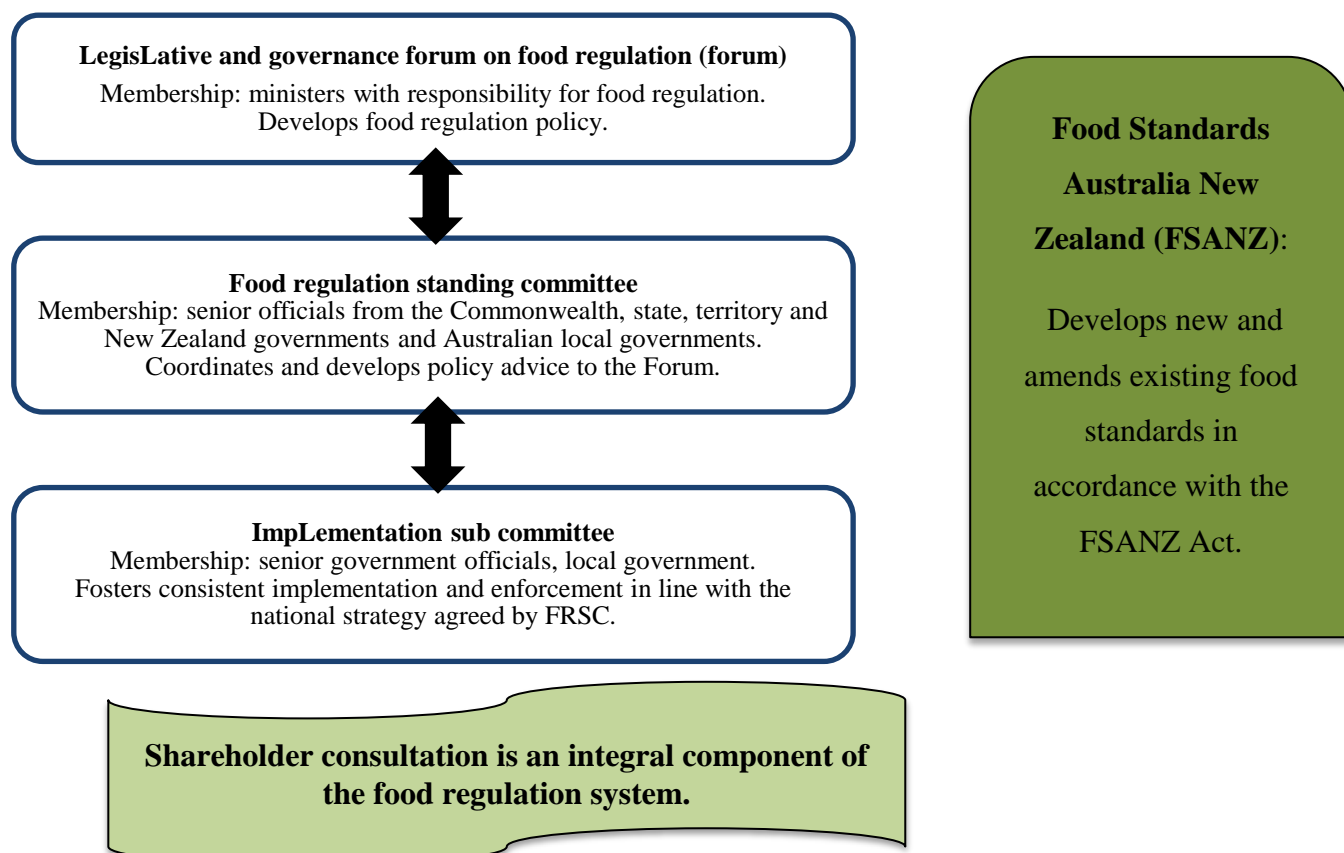 LegisLative and governance forum on food regulation (forum)
Membership: ministers with responsibility for food regulation.
Develops food regulation policy.
Food regulation standing committee
Membership: senior officials from the Commonwealth, state, territory and
New Zealand governments and Australian local governments.
Coordinates and develops policy advice to the Forum.
ImpLementation sub committee
Membership: senior government officials, local government.
Fosters consistent implementation and enforcement in line with the
national strategy agreed by FRSC.
Shareholder consultation is an integral component of
the food regulation system.
Food Standards
Australia New
Zealand (FSANZ):
Develops new and
amends existing food
standards in
accordance with the
FSANZ Act.